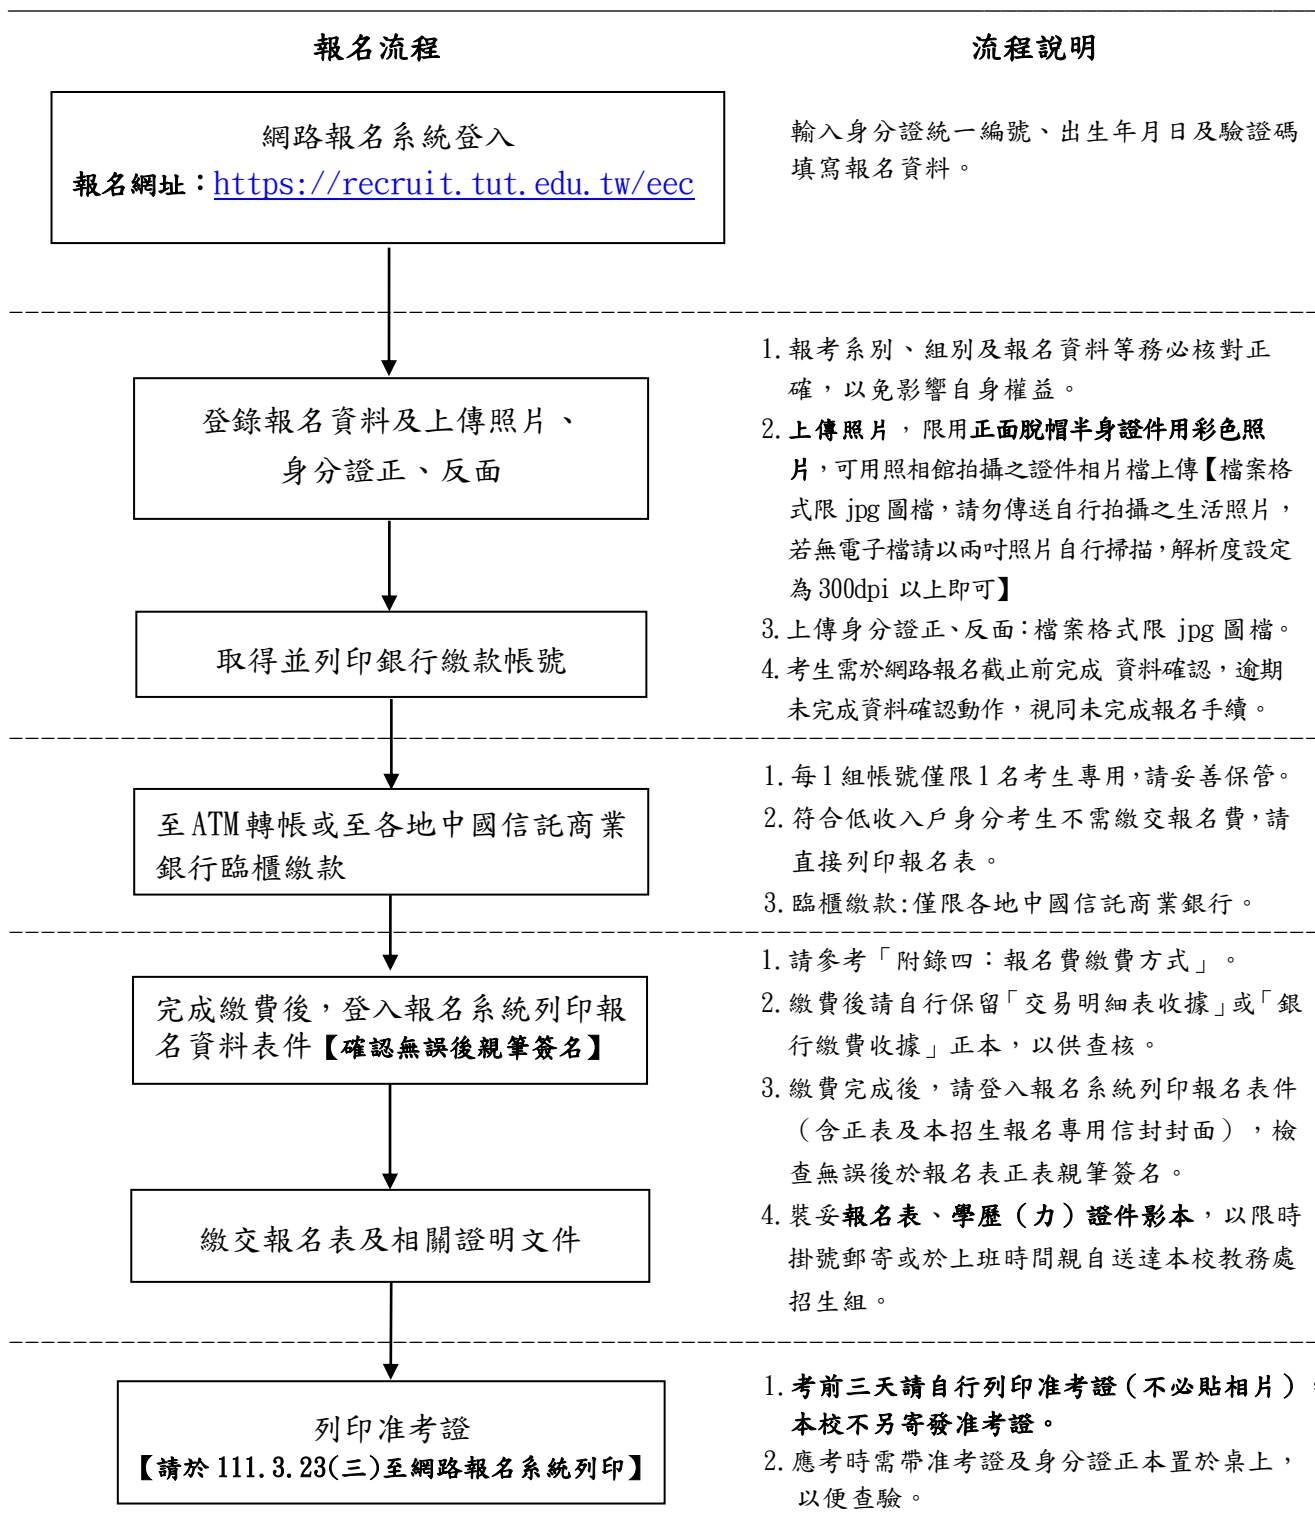 報名流程
流程說明
網路報名系統登入
報名網址：https://recruit.tut.edu.tw/eec
輸入身分證統一編號、出生年月日及驗證碼
填寫報名資料。
登錄報名資料及上傳照片、
身分證正、反面
取得並列印銀行繳款帳號
1.報考系別、組別及報名資料等務必核對正
確，以免影響自身權益。
2.上傳照片，限用正面脫帽半身證件用彩色照
片，可用照相館拍攝之證件相片檔上傳【檔案格
式限 jpg 圖檔，請勿傳送自行拍攝之生活照片，
若無電子檔請以兩吋照片自行掃描，解析度設定
為 300dpi 以上即可】
3.上傳身分證正、反面：檔案格式限 jpg 圖檔。
4.考生需於網路報名截止前完成 資料確認，逾期
未完成資料確認動作，視同未完成報名手續。
至 ATM 轉帳或至各地中國信託商業
銀行臨櫃繳款
1.每 1 組帳號僅限 1 名考生專用，請妥善保管。
2.符合低收入戶身分考生不需繳交報名費，請
直接列印報名表。
3.臨櫃繳款:僅限各地中國信託商業銀行。
完成繳費後，登入報名系統列印報
名資料表件【確認無誤後親筆簽名】
繳交報名表及相關證明文件
1.請參考「附錄四：報名費繳費方式」。
2.繳費後請自行保留「交易明細表收據」或「銀
行繳費收據」正本，以供查核。
3.繳費完成後，請登入報名系統列印報名表件
（含正表及本招生報名專用信封封面），檢
查無誤後於報名表正表親筆簽名。
4.裝妥報名表、學歷（力）證件影本，以限時
掛號郵寄或於上班時間親自送達本校教務處
招生組。
列印准考證
【請於 111.3.23(三)至網路報名系統列印】
1.考前三天請自行列印准考證（不必貼相片），
本校不另寄發准考證。
2.應考時需帶准考證及身分證正本置於桌上，
以便查驗。